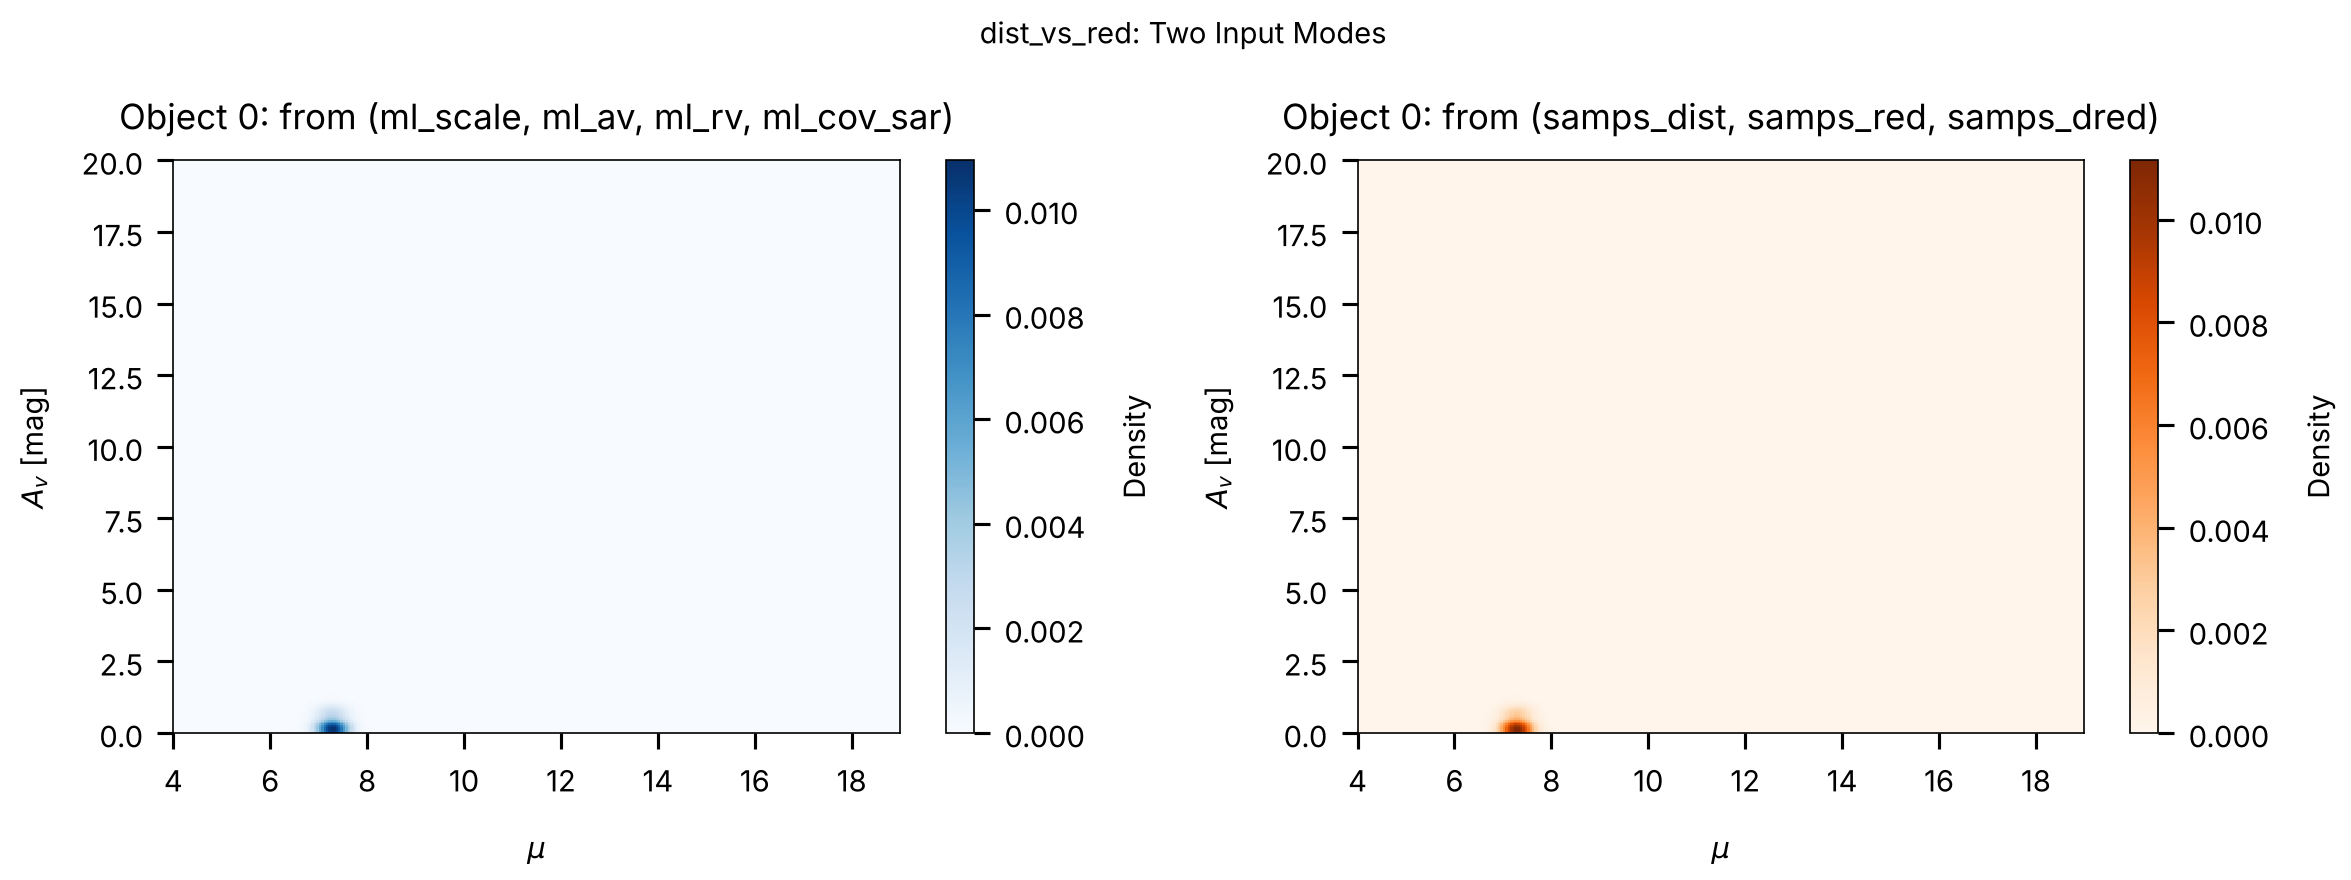 dist_vs_red: Two Input Modes
Object 0: from (ml_scale, ml_av, ml_rv, ml_cov_sar)
20.0
17.5
15.0
12.5
10.0
7.5
5.0
2.5
0.0
Aᵥ [mag]
4 6 8 10 12 14 16 18
μ
0.010
0.008
0.006
0.004
0.002
0.000
Density
Object 0: from (samps_dist, samps_red, samps_dred)
20.0
17.5
15.0
12.5
10.0
7.5
5.0
2.5
0.0
Aᵥ [mag]
4 6 8 10 12 14 16 18
μ
0.010
0.008
0.006
0.004
0.002
0.000
Density